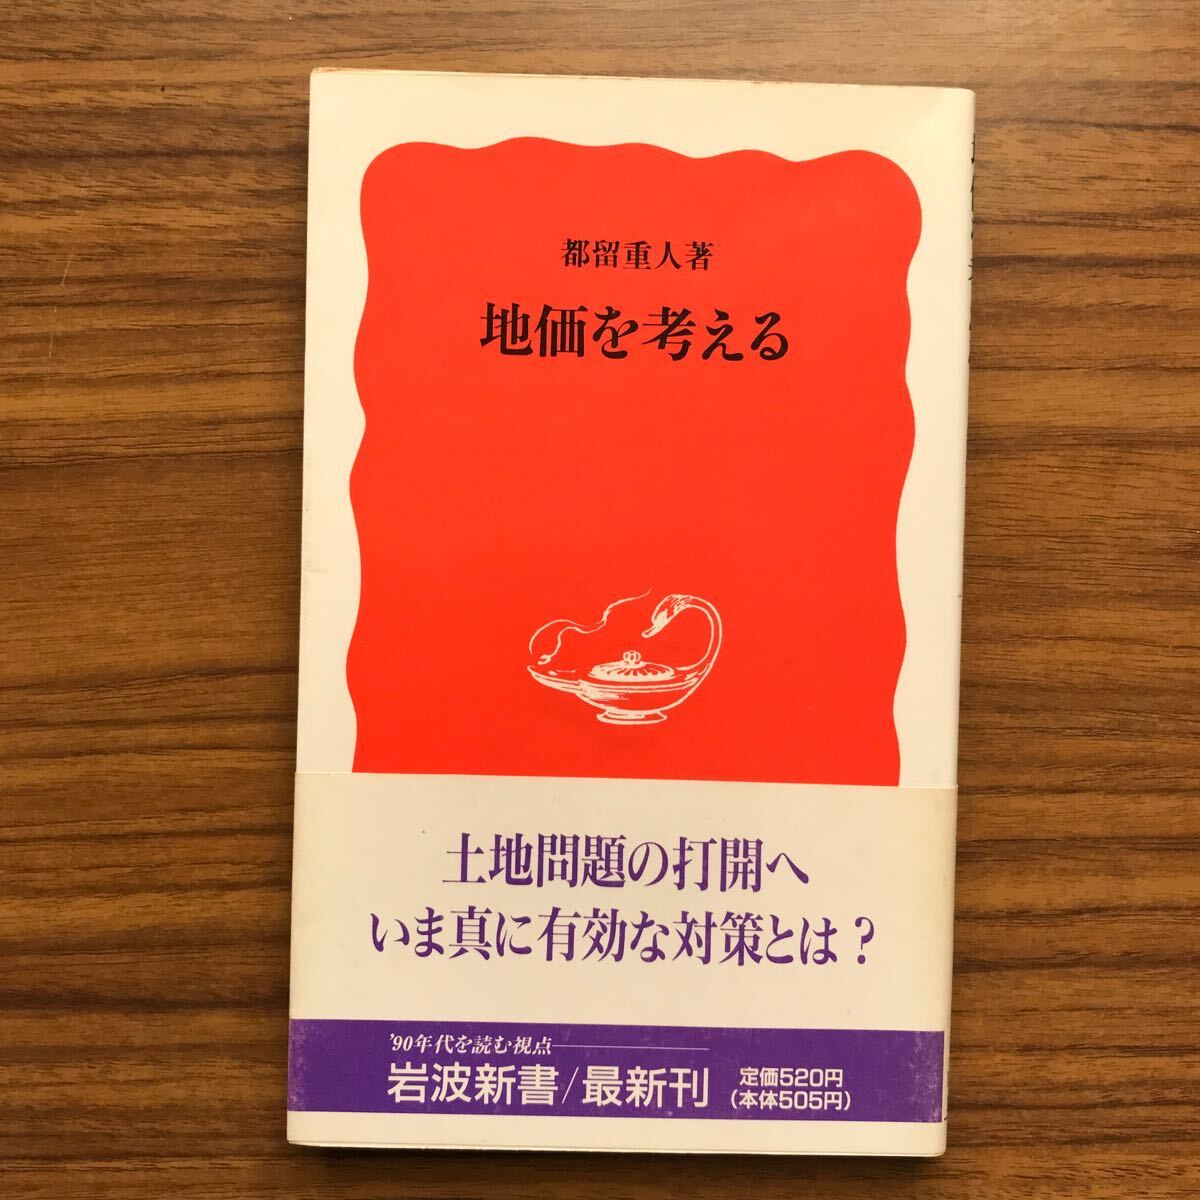 都留重人著
地価を考える
土地問題の打開へ
いま真に有効な対策とは?
'90年代を読む視点
岩波新書/最新刊
定価520円
(本体505円)